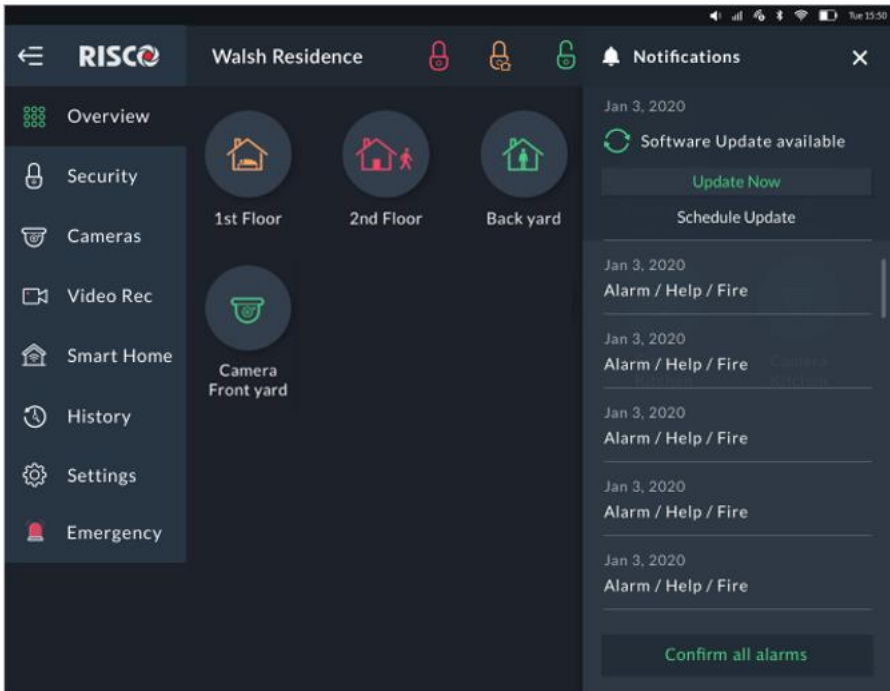 Tue 15:50
RISCO
Walsh Residence
Notifications
Overview
Security
Cameras
Video Rec
Smart Home
History
Settings
Emergency
1st Floor
2nd Floor
Back yard
Camera
Front yard
Jan 3, 2020
Software Update available
Update Now
Schedule Update
Jan 3, 2020
Alarm / Help / Fire
Jan 3, 2020
Alarm / Help / Fire
Jan 3, 2020
Alarm / Help / Fire
Jan 3, 2020
Alarm / Help / Fire
Jan 3, 2020
Alarm / Help / Fire
Confirm all alarms